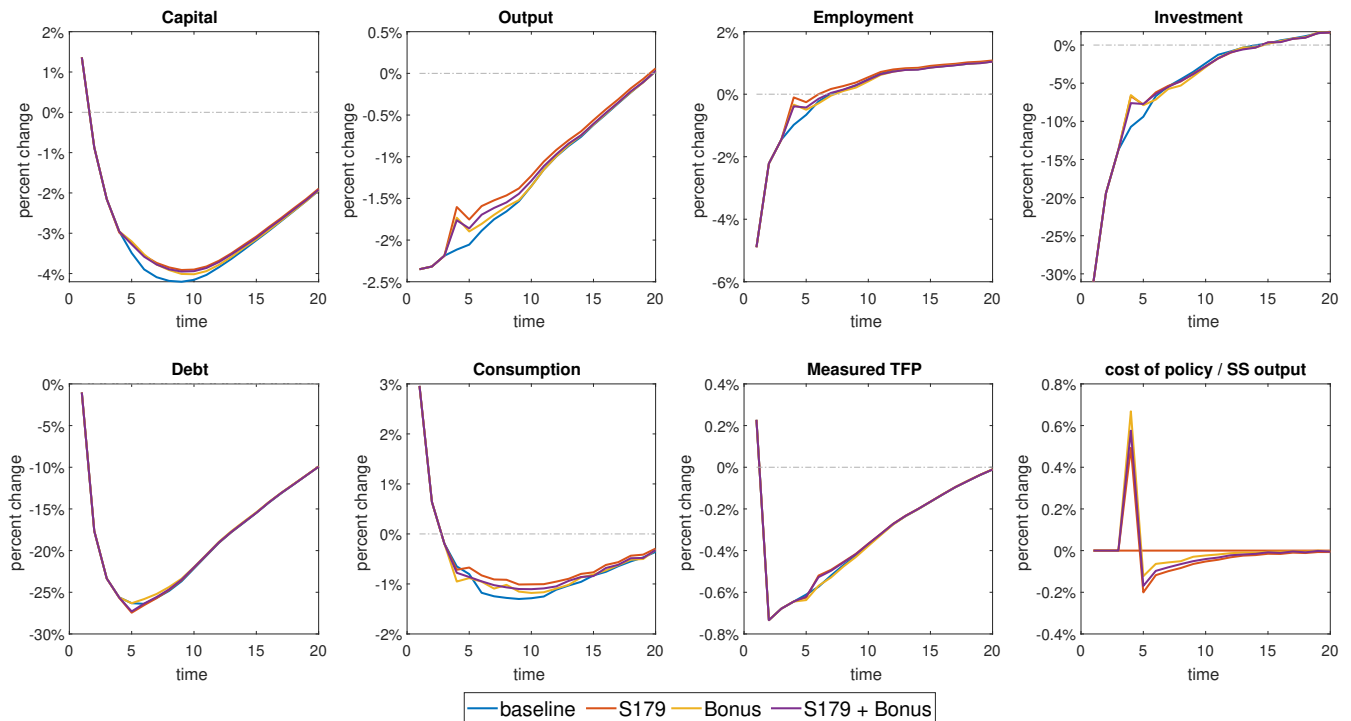 Capital
Output
Employment
Investment
percent change
2%
1%
0%
-1%
-2%
-3%
-4%
0 5 10 15 20
time
percent change
0.5%
0%
-0.5%
-1%
-1.5%
-2%
-2.5%
0 5 10 15 20
time
percent change
2%
0%
-2%
-4%
-6%
0 5 10 15 20
time
percent change
0%
-5%
-10%
-15%
-20%
-25%
-30%
0 5 10 15 20
time
Debt
Consumption
Measured TFP
cost of policy / SS output
percent change
0%
-5%
-10%
-15%
-20%
-25%
-30%
0 5 10 15 20
time
percent change
3%
2%
1%
0%
-1%
-2%
0 5 10 15 20
time
percent change
0.4%
0.2%
0%
-0.2%
-0.4%
-0.6%
-0.8%
0 5 10 15 20
time
percent change
0.8%
0.6%
0.4%
0.2%
0%
-0.2%
-0.4%
0 5 10 15 20
time
baseline S179 Bonus S179 + Bonus